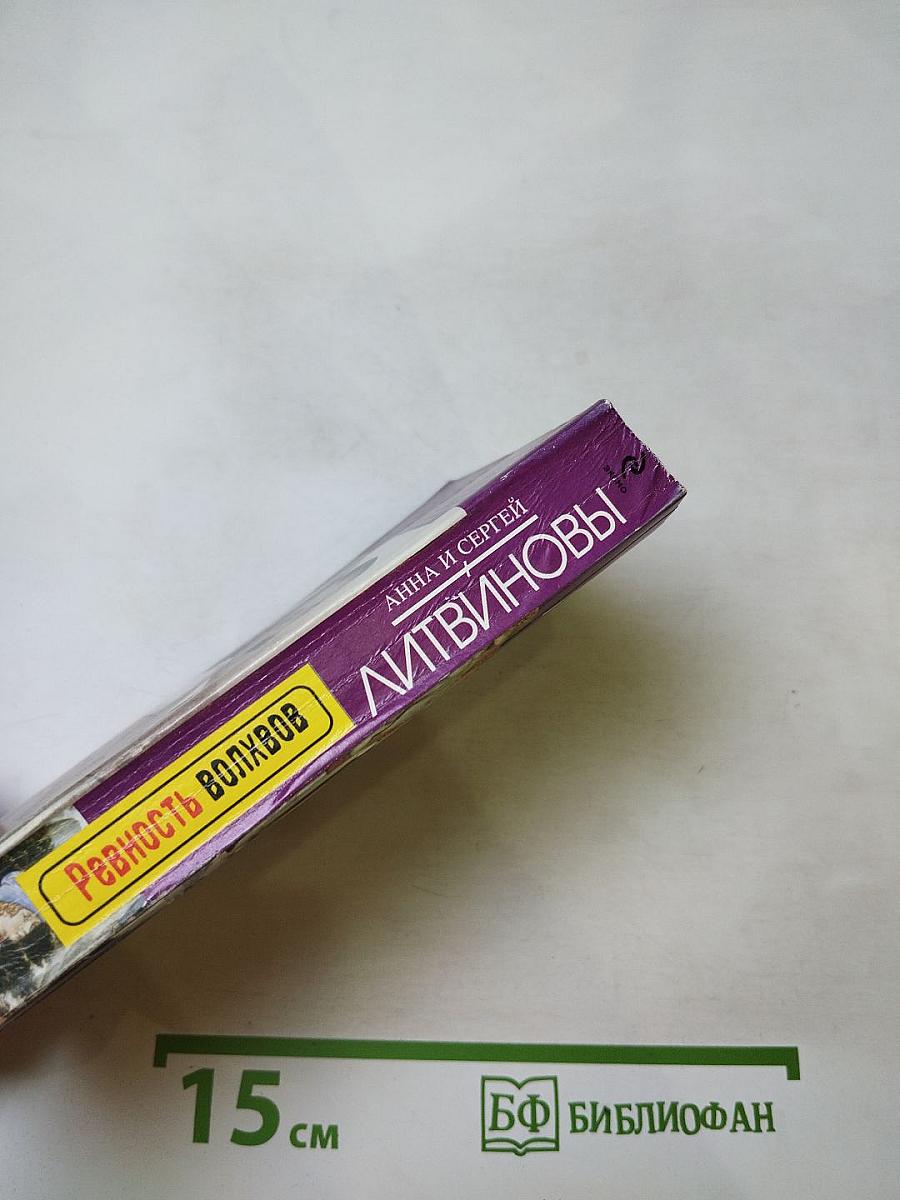 АННА И СЕРГЕЙ
ЛИТВИНОВЫ
Ревность ВОЛХВОВ
15 см
БФ БИБЛИОФАН